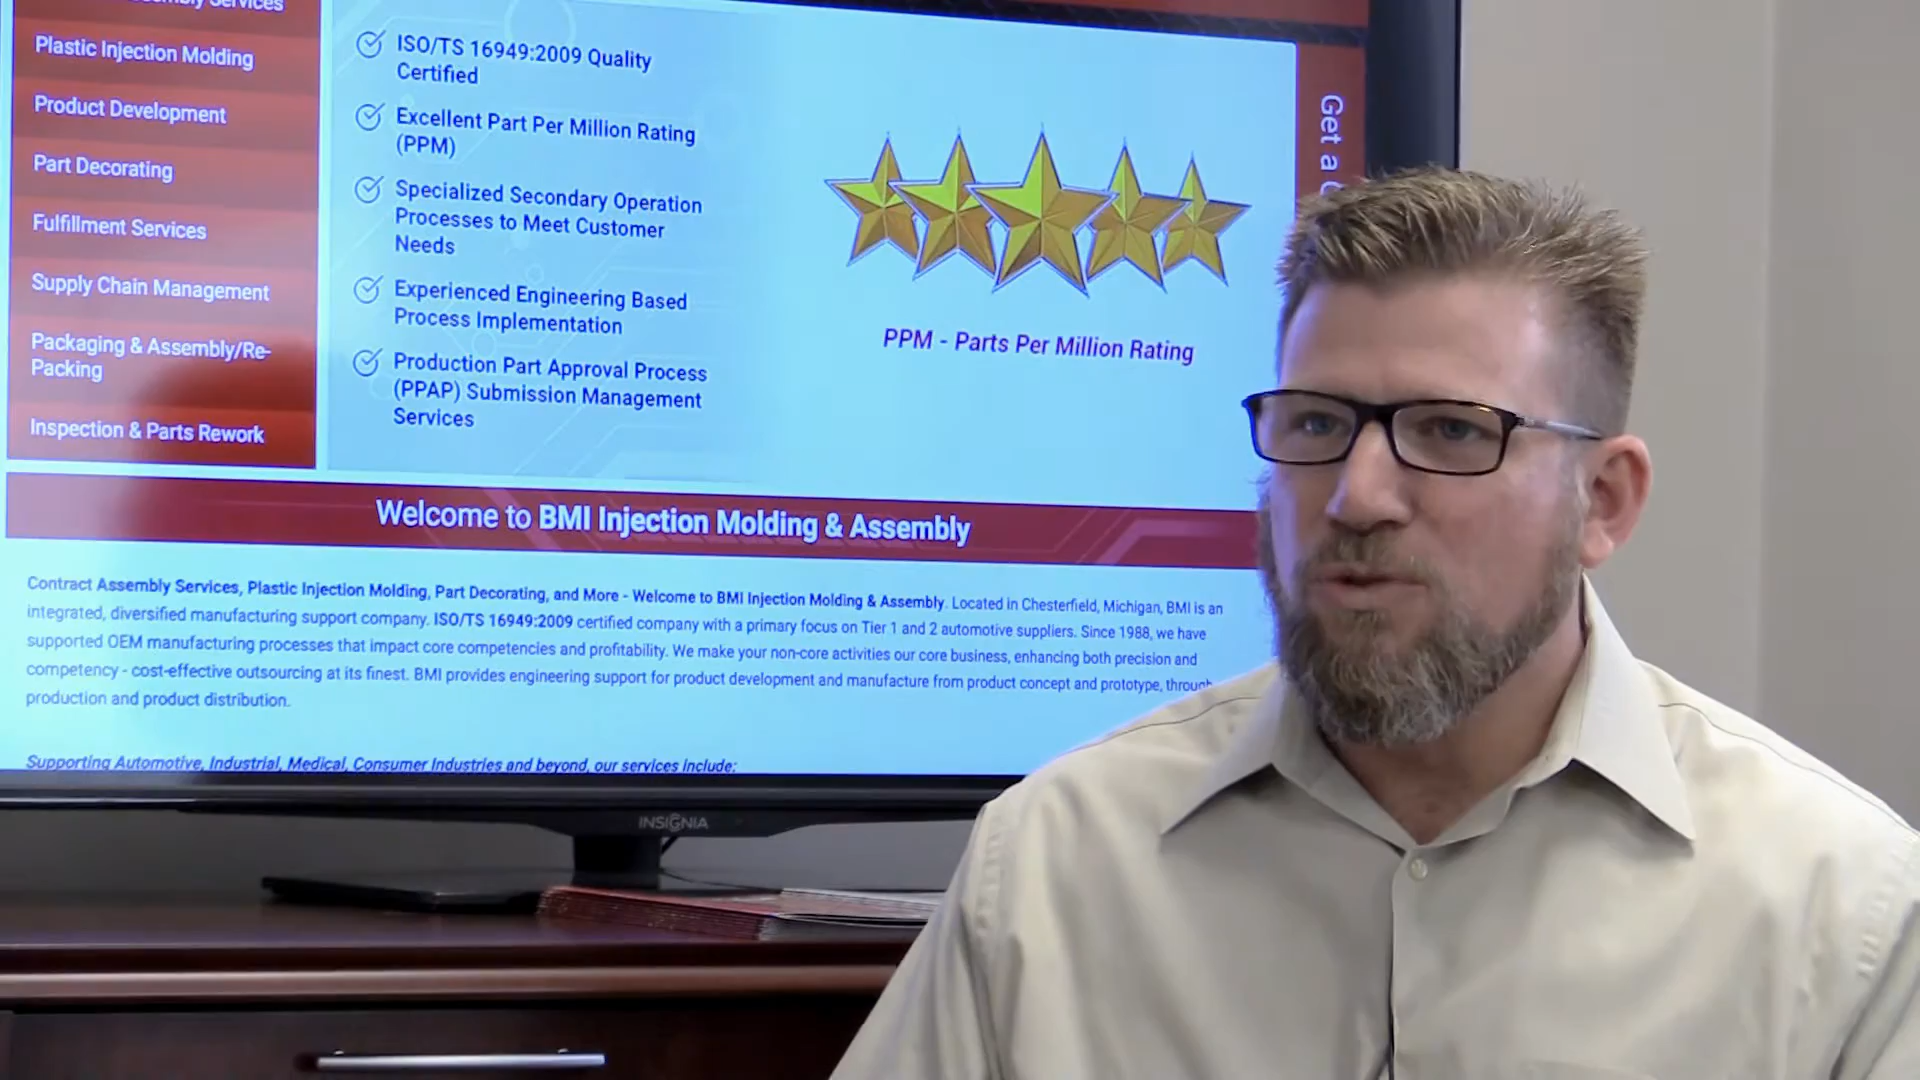 Assembly Services
Plastic Injection Molding
Product Development
Part Decorating
Fulfillment Services
Supply Chain Management
Packaging & Assembly/Re-
Packing
Inspection & Parts Rework
ISO/TS 16949:2009 Quality
Certified
Excellent Part Per Million Rating
(PPM)
Specialized Secondary Operation
Processes to Meet Customer
Needs
Experienced Engineering Based
Process Implementation
Production Part Approval Process
(PPAP) Submission Management
Services
PPM - Parts Per Million Rating
Get a
Welcome to BMI Injection Molding & Assembly
Contract Assembly Services, Plastic Injection Molding, Part Decorating, and More - Welcome to BMI Injection Molding & Assembly. Located in Chesterfield, Michigan, BMI is an
integrated, diversified manufacturing support company. ISO/TS 16949:2009 certified company with a primary focus on Tier 1 and 2 automotive suppliers. Since 1988, we have
supported OEM manufacturing processes that impact core competencies and profitability. We make your non-core activities our core business, enhancing both precision and
competency - cost-effective outsourcing at its finest. BMI provides engineering support for product development and manufacture from product concept and prototype, through
production and product distribution.
Supporting Automotive, Industrial, Medical, Consumer Industries and beyond, our services include:
INSIGNIA